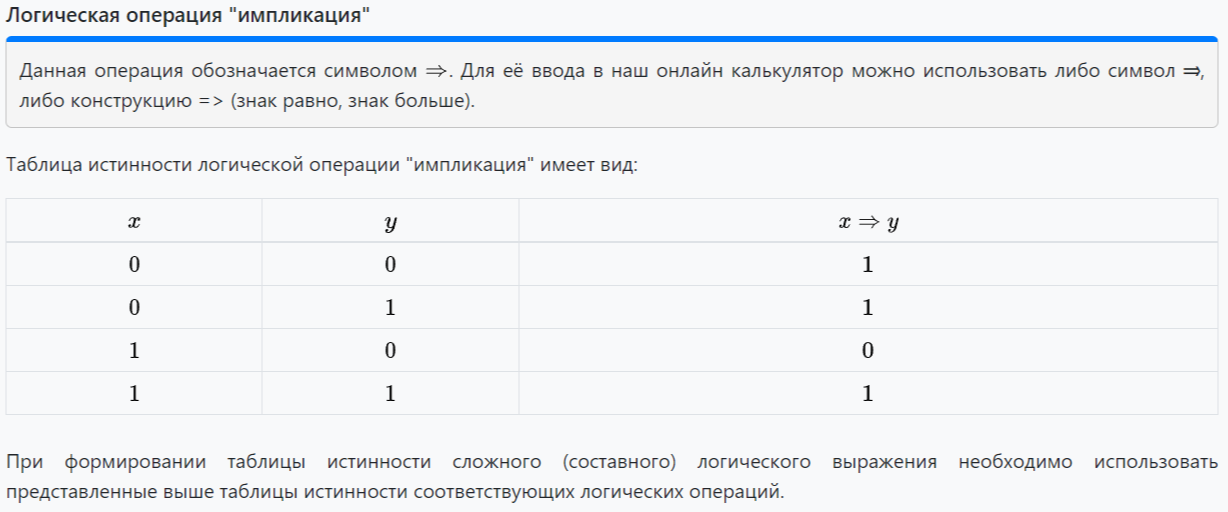 Логическая операция "импликация"
Данная операция обозначается символом ⇒. Для её ввода в наш онлайн калькулятор можно использовать либо символ ⇒,
либо конструкцию => (знак равно, знак больше).
Таблица истинности логической операции "импликация" имеет вид:
x y x ⇒ y
0 0 1
0 1 1
1 0 0
1 1 1
При формировании таблицы истинности сложного (составного) логического выражения необходимо использовать
представленные выше таблицы истинности соответствующих логических операций.